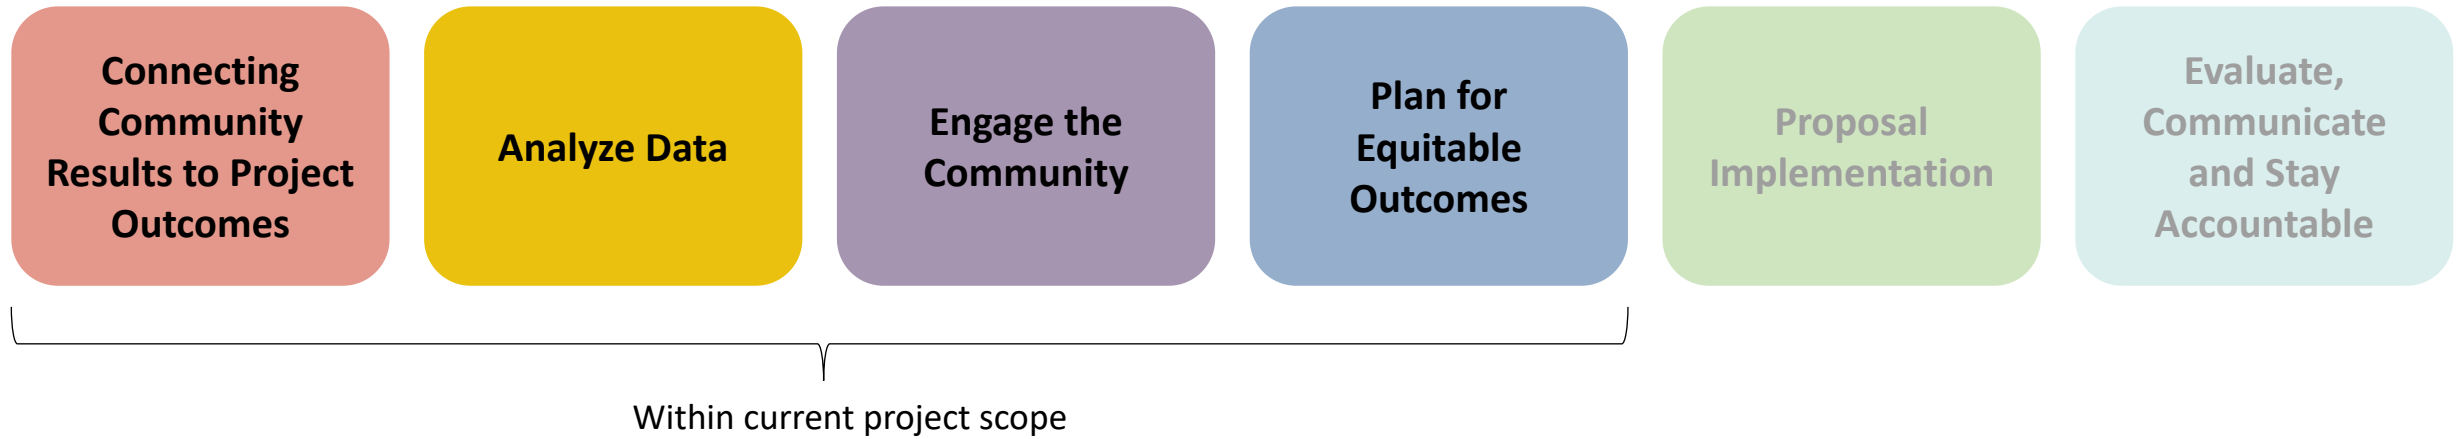 Connecting
Community
Results to Project
Outcomes
Analyze Data
Engage the
Community
Plan for
Equitable
Outcomes
Proposal
Implementation
Evaluate,
Communicate
and Stay
Accountable
Within current project scope